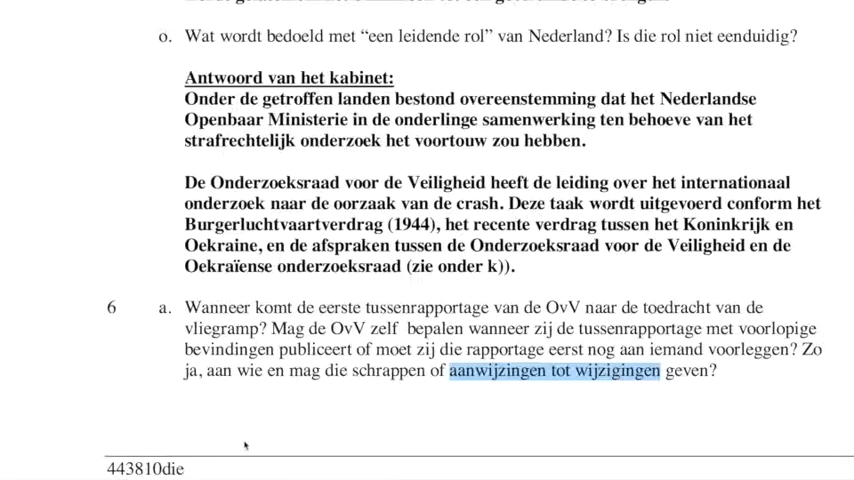 o. Wat wordt bedoeld met “een leidende rol” van Nederland? Is die rol niet eenduidig?
Antwoord van het kabinet:
Onder de getroffen landen bestond overeenstemming dat het Nederlandse
Openbaar Ministerie in de onderlinge samenwerking ten behoeve van het
strafrechtelijk onderzoek het voortouw zou hebben.
De Onderzoeksraad voor de Veiligheid heeft de leiding over het internationaal
onderzoek naar de oorzaak van de crash. Deze taak wordt uitgevoerd conform het
Burgerluchtvaartverdrag (1944), het recente verdrag tussen het Koninkrijk en
Oekraine, en de afspraken tussen de Onderzoeksraad voor de Veiligheid en de
Oekraïense onderzoeksraad (zie onder k)).
6 a. Wanneer komt de eerste tussenrapportage van de OvV naar de toedracht van de
vliegramp? Mag de OvV zelf bepalen wanneer zij de tussenrapportage met voorlopige
bevindingen publiceert of moet zij die rapportage eerst nog aan iemand voorleggen? Zo
ja, aan wie en mag die schrappen of aanwijzingen tot wijzigingen geven?
443810die